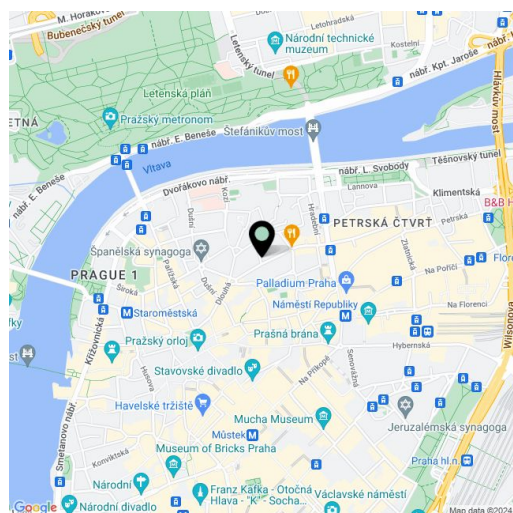 M. Horákov
Bubenečský tunel
Letohradská
Národní technické
muzeum
Kostelní
Letenský tunel
nábř. Kpt. Jaroše
Hlávkův most
Letenská pláň
ETNÁ
Pražský metronom
Štefánikův most
nábř. E. Beneše
nábř. E. Beneše
Vltava
nábř. L. Svobody
Těšnovský tunel
Dvořákovo nábř.
Kozí
Lannova
Klimentská
Dušní
Hradební
PETRSKÁ ČTVRŤ
Petrská
B&B H
Španělská synagoga
Pařížská
Zlatnická
Na Poříčí
Flore
PRAGUE 1
Široká
Dušní
Dlouhá
Palladium Praha
Náměstí Republiky
Na Florenci
Staroměstská
Křižovnická
Prašná brána
Pražský orloj
Hybernská
Wilsonova
Stavovské divadlo
Na Příkopě
Senovážná
Husova
Havelské tržiště
Mucha Museum
Jeruzalémská synagoga
Smetanovo nábř.
Můstek
Konviktská
Museum of Bricks Praha
Praha hl.n.
Národní
Franz Kafka - Otočná
Hlava - "K" - Socha...
Václavské náměstí
Národní divadlo
Google
Map data ©2024